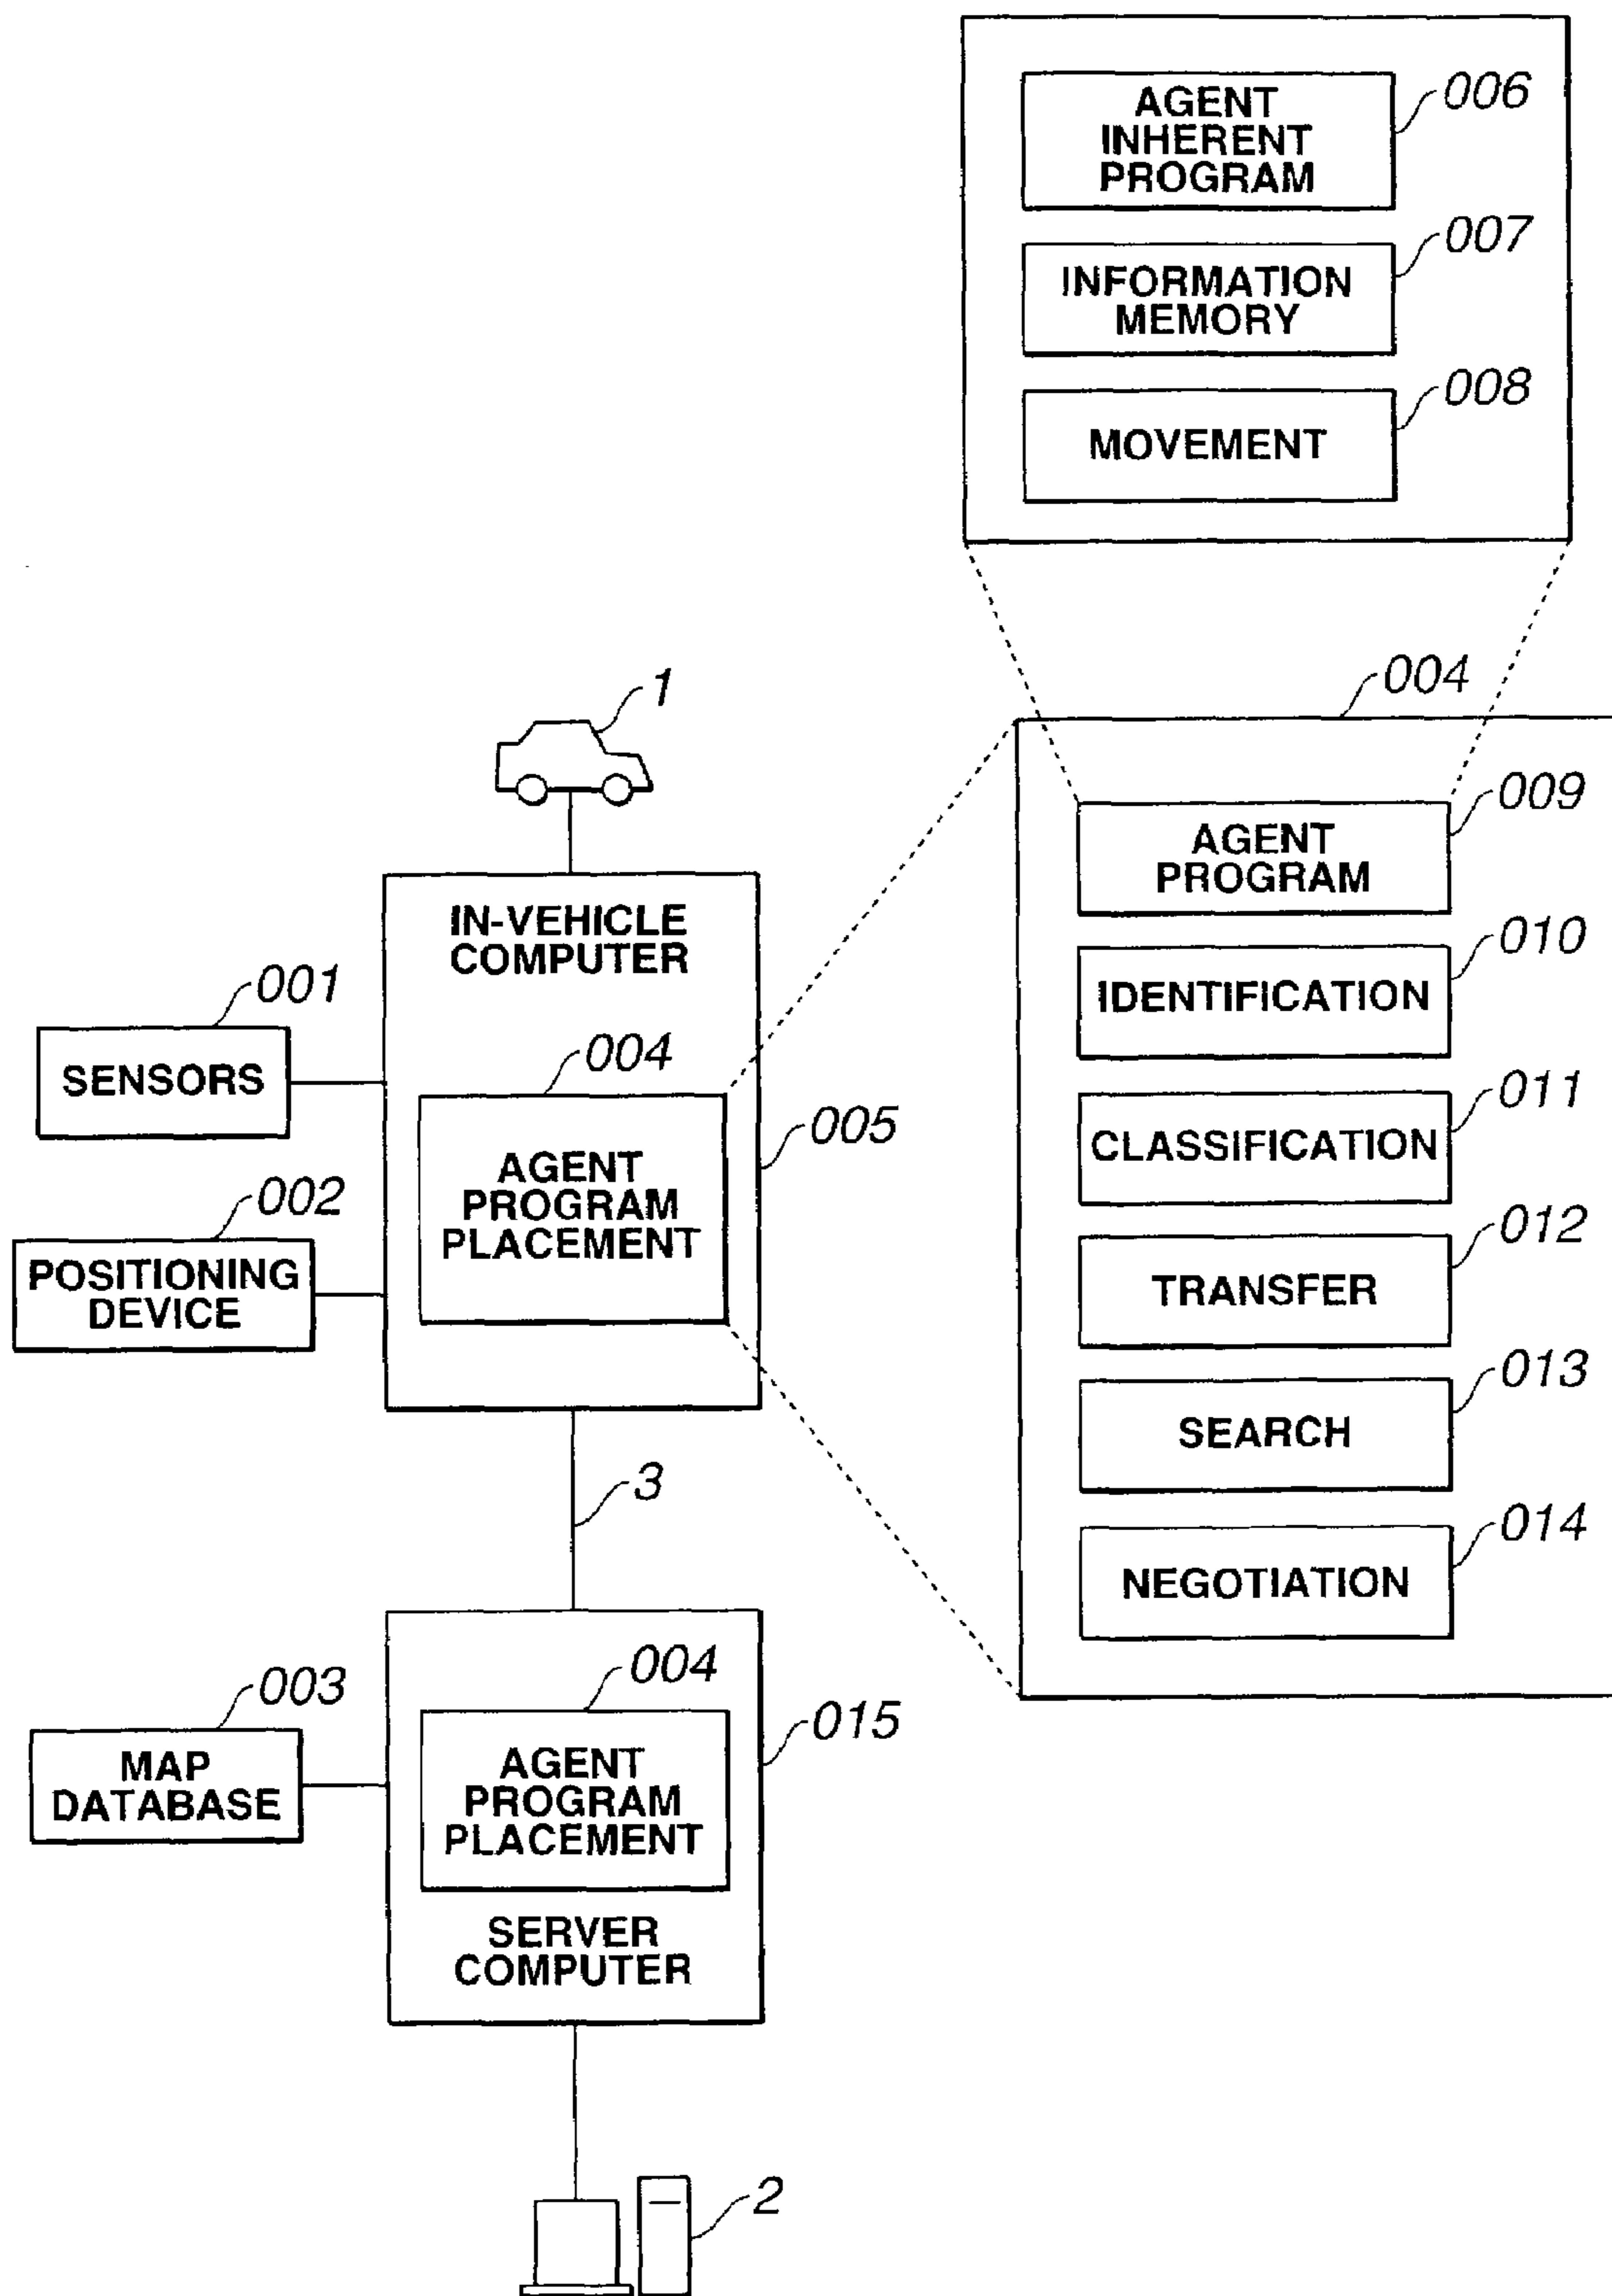 AGENT
INHERENT
PROGRAM
006
INFORMATION
MEMORY
007
MOVEMENT
008
004
AGENT
PROGRAM
009
IDENTIFICATION
010
CLASSIFICATION
011
TRANSFER
012
SEARCH
013
NEGOTIATION
014
1
IN-VEHICLE
COMPUTER
001
SENSORS
004
AGENT
PROGRAM
PLACEMENT
005
002
POSITIONING
DEVICE
3
003
MAP
DATABASE
004
AGENT
PROGRAM
PLACEMENT
015
SERVER
COMPUTER
2